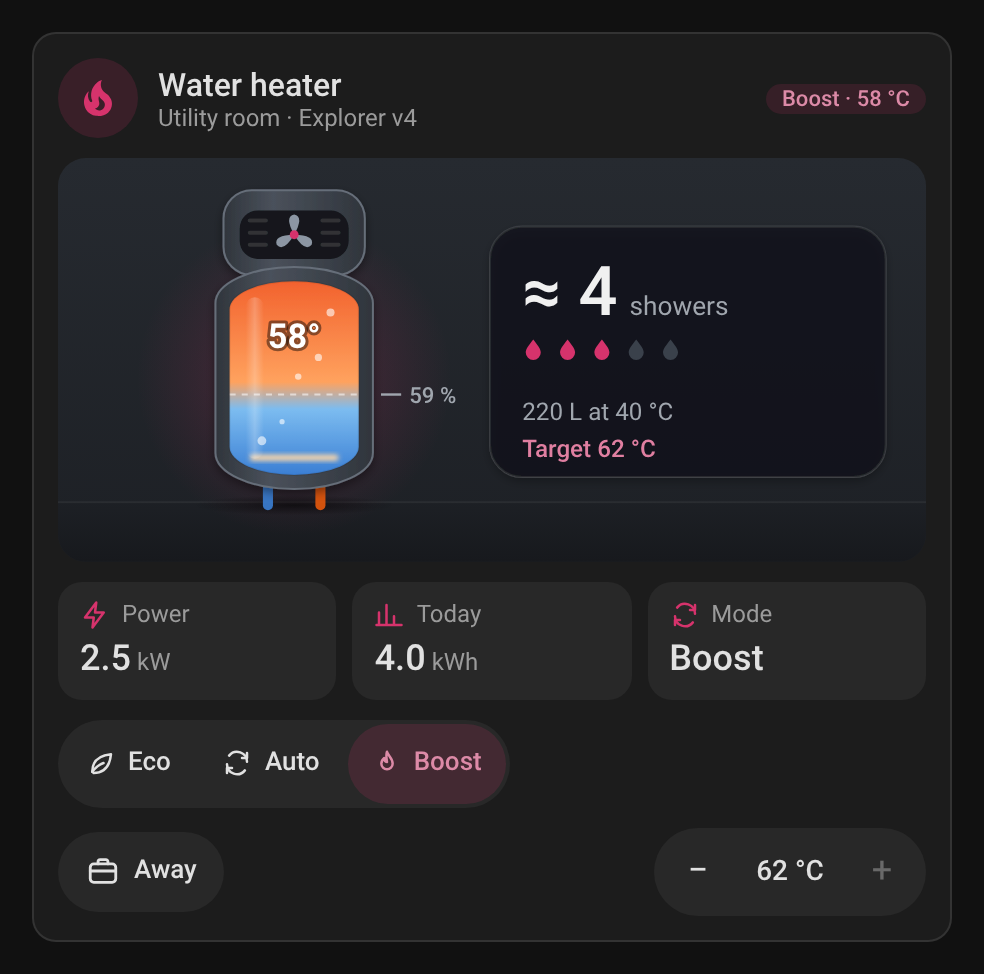 Water heater
Utility room · Explorer v4
Boost · 58 °C
58°
59 %
≈ 4 showers
220 L at 40 °C
Target 62 °C
Power
2.5 kW
Today
4.0 kWh
Mode
Boost
Eco
Auto
Boost
Away
− 62 °C +